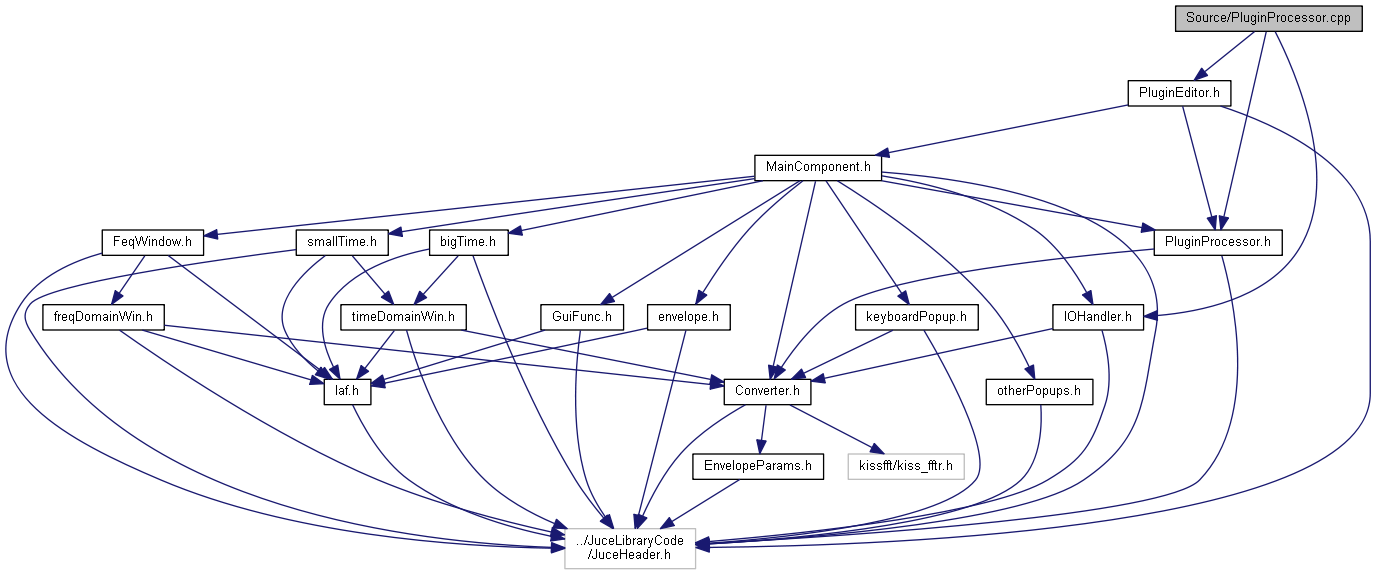 Source/PluginProcessor.cpp
PluginEditor.h
MainComponent.h
FeqWindow.h
smallTime.h
bigTime.h
PluginProcessor.h
freqDomainWin.h
timeDomainWin.h
GuiFunc.h
envelope.h
keyboardPopup.h
IOHandler.h
laf.h
Converter.h
otherPopups.h
EnvelopeParams.h
kissfft/kiss_fftr.h
../JuceLibraryCode
/JuceHeader.h